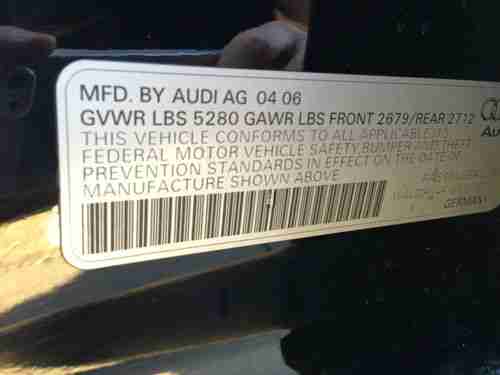 MFD. BY AUDI AG 04 06
GVWR LBS 5280 GAWR LBS FRONT 2679/REAR 2712
THIS VEHICLE CONFORMS TO ALL APPLICABLE U.S.
FEDERAL MOTOR VEHICLE SAFETY, BUMPER AND THEFT
PREVENTION STANDARDS IN EFFECT ON THE DATE OF
MANUFACTURE SHOWN ABOVE.
GERMANY